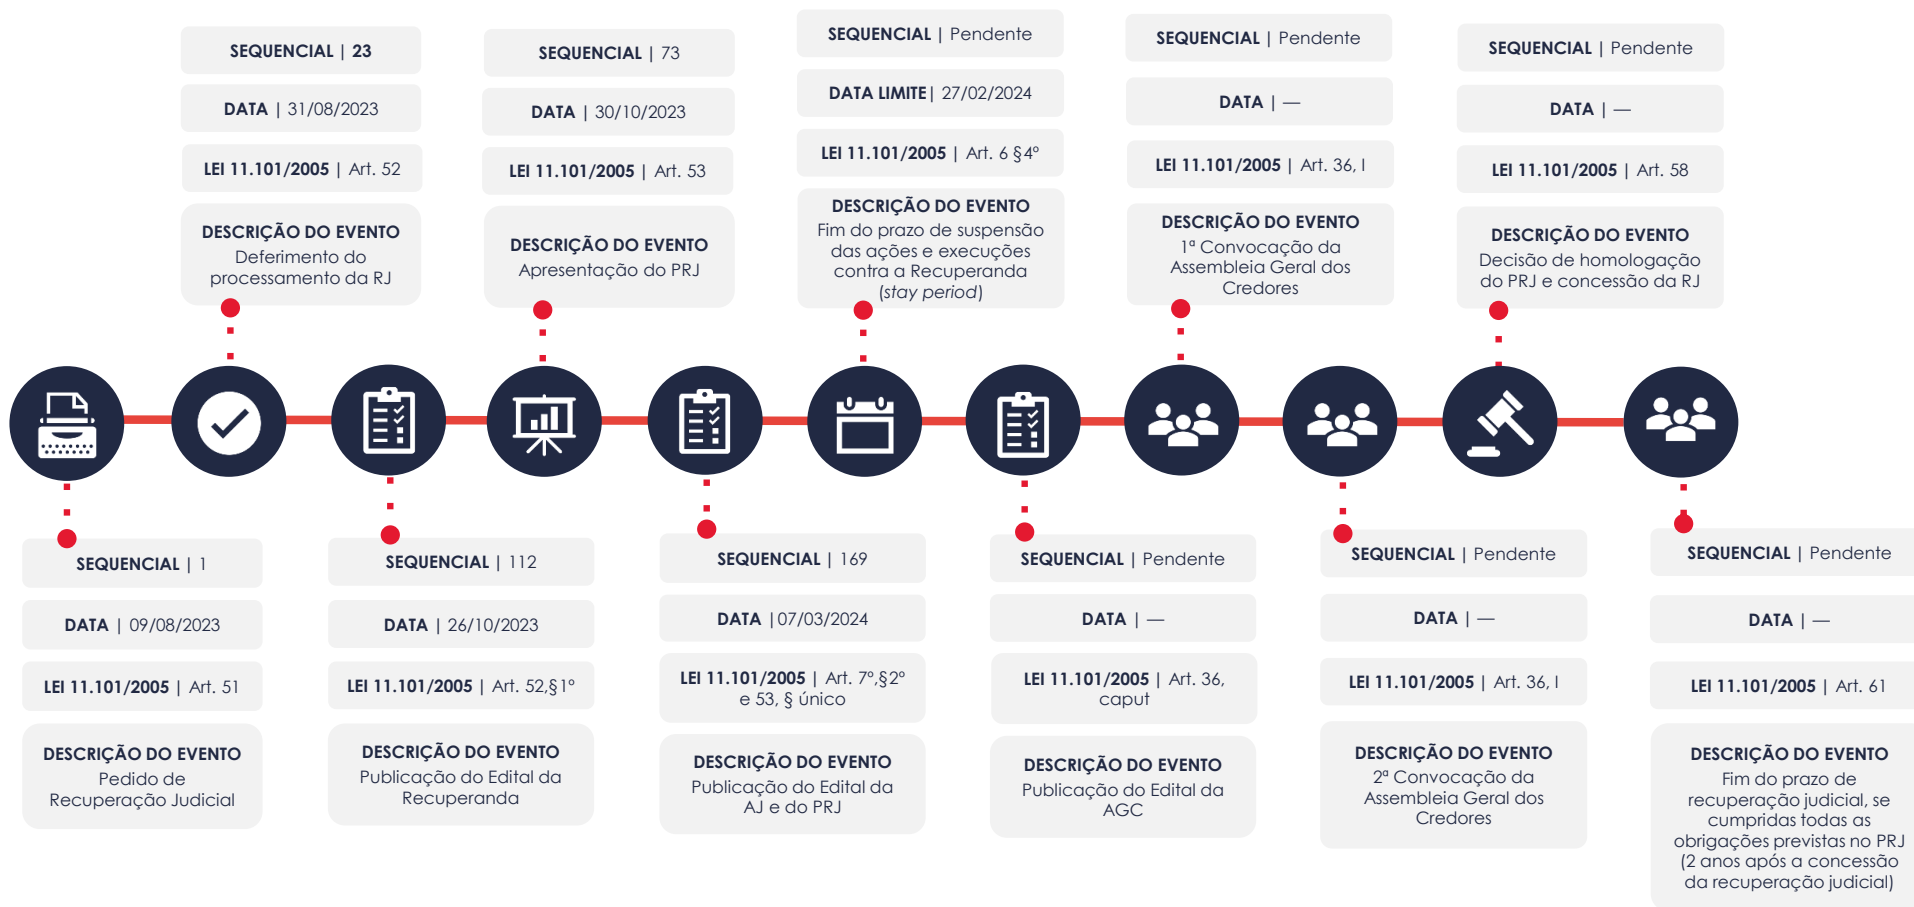 SEQUENCIAL | 23
DATA | 31/08/2023
LEI 11.101/2005 | Art. 52
DESCRIÇÃO DO EVENTO
Deferimento do
processamento da RJ
SEQUENCIAL | 73
DATA | 30/10/2023
LEI 11.101/2005 | Art. 53
DESCRIÇÃO DO EVENTO
Apresentação do PRJ
SEQUENCIAL | Pendente
DATA LIMITE| 27/02/2024
LEI 11.101/2005 | Art. 6 §4º
DESCRIÇÃO DO EVENTO
Fim do prazo de suspensão
das ações e execuções
contra a Recuperanda
(stay period)
SEQUENCIAL | Pendente
DATA | —
LEI 11.101/2005 | Art. 36, I
DESCRIÇÃO DO EVENTO
1ª Convocação da
Assembleia Geral dos
Credores
SEQUENCIAL | Pendente
DATA | —
LEI 11.101/2005 | Art. 58
DESCRIÇÃO DO EVENTO
Decisão de homologação
do PRJ e concessão da RJ
SEQUENCIAL | 1
DATA | 09/08/2023
LEI 11.101/2005 | Art. 51
DESCRIÇÃO DO EVENTO
Pedido de
Recuperação Judicial
SEQUENCIAL | 112
DATA | 26/10/2023
LEI 11.101/2005 | Art. 52,§1º
DESCRIÇÃO DO EVENTO
Publicação do Edital da
Recuperanda
SEQUENCIAL | 169
DATA |07/03/2024
LEI 11.101/2005 | Art. 7º,§2º
e 53, § único
DESCRIÇÃO DO EVENTO
Publicação do Edital da
AJ e do PRJ
SEQUENCIAL | Pendente
DATA | —
LEI 11.101/2005 | Art. 36,
caput
DESCRIÇÃO DO EVENTO
Publicação do Edital da
AGC
SEQUENCIAL | Pendente
DATA | —
LEI 11.101/2005 | Art. 36, I
DESCRIÇÃO DO EVENTO
2ª Convocação da
Assembleia Geral dos
Credores
SEQUENCIAL | Pendente
DATA | —
LEI 11.101/2005 | Art. 61
DESCRIÇÃO DO EVENTO
Fim do prazo de
recuperação judicial, se
cumpridas todas as
obrigações previstas no PRJ
(2 anos após a concessão
da recuperação judicial)